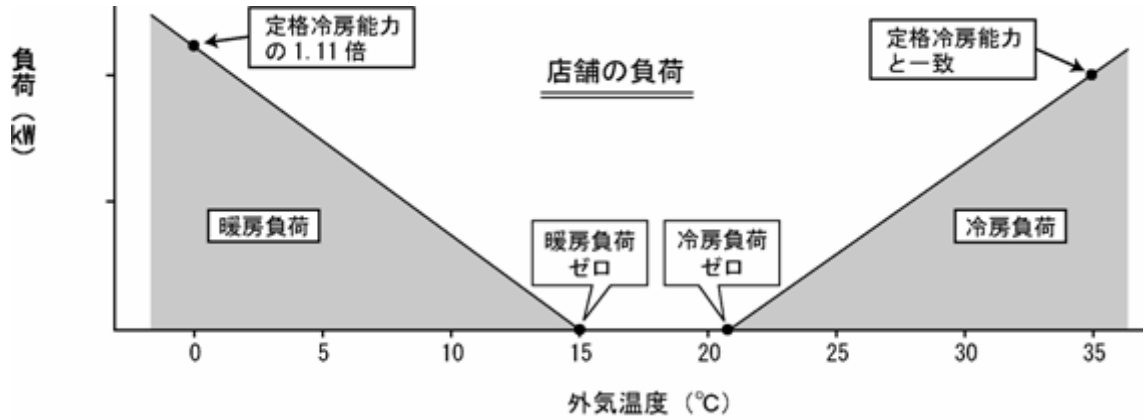 定格冷房能力
の1.11倍
定格冷房能力
と一致
店舗の負荷
負荷（kW）
暖房負荷
暖房負荷
ゼロ
冷房負荷
ゼロ
冷房負荷
0 5 10 15 20 25 30 35
外気温度（℃）